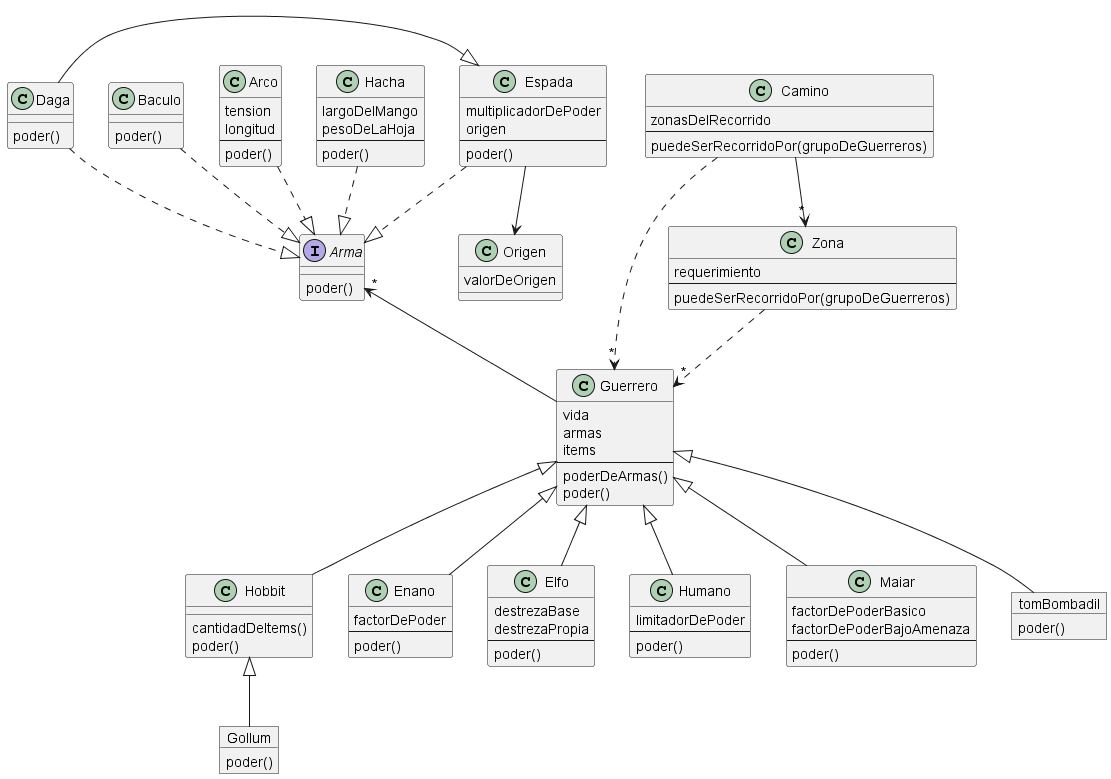 C Daga
poder()
C Baculo
poder()
C Arco
tension
longitud
poder()
C Hacha
largoDelMango
pesoDeLaHoja
poder()
C Espada
multiplicadorDePoder
origen
poder()
C Camino
zonasDelRecorrido
puedeSerRecorridoPor(grupoDeGuerreros)
*
I Arma
poder()
*
C Origen
valorDeOrigen
C Zona
requerimiento
puedeSerRecorridoPor(grupoDeGuerreros)
*
*
C Guerrero
vida
armas
items
poderDeArmas()
poder()
C Hobbit
cantidadDeItems()
poder()
C Enano
factorDePoder
poder()
C Elfo
destrezaBase
destrezaPropia
poder()
C Humano
limitadorDePoder
poder()
C Maiar
factorDePoderBasico
factorDePoderBajoAmenaza
poder()
tomBombadil
poder()
Gollum
poder()